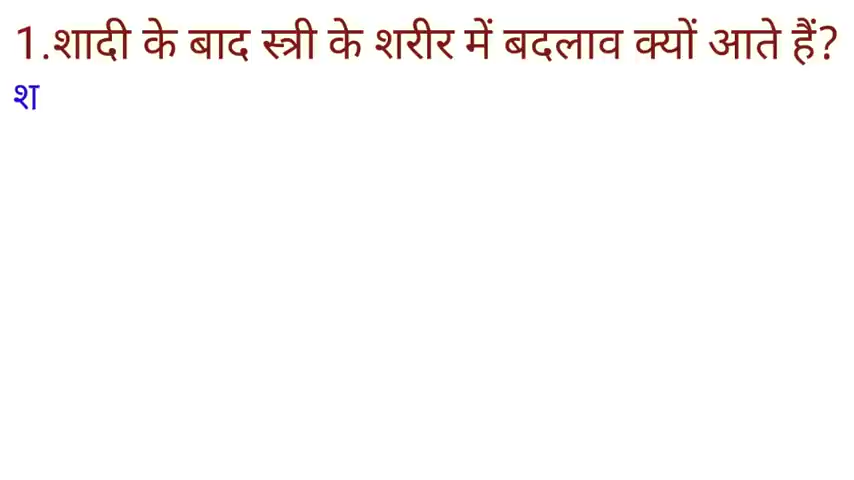 1.शादी के बाद स्त्री के शरीर में बदलाव क्यों आते हैं?
श